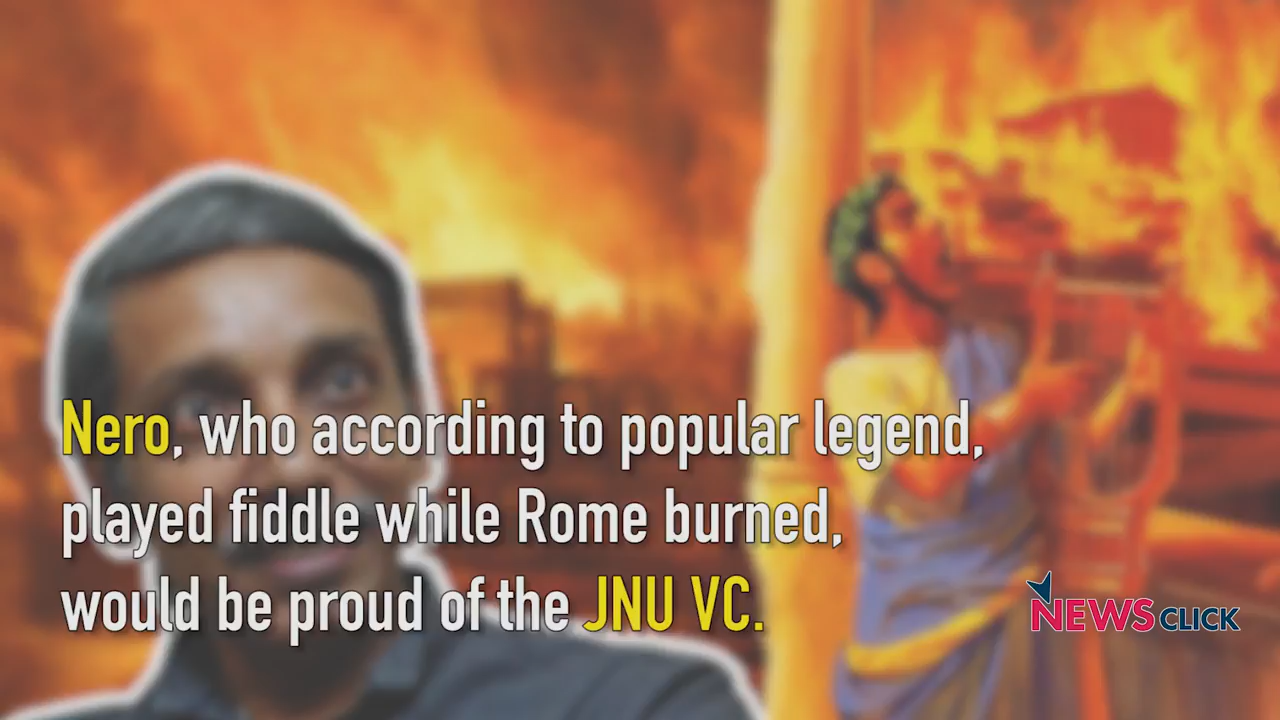 Nero, who according to popular legend,
played fiddle while Rome burned,
would be proud of the JNU VC.
NEWSCLICK